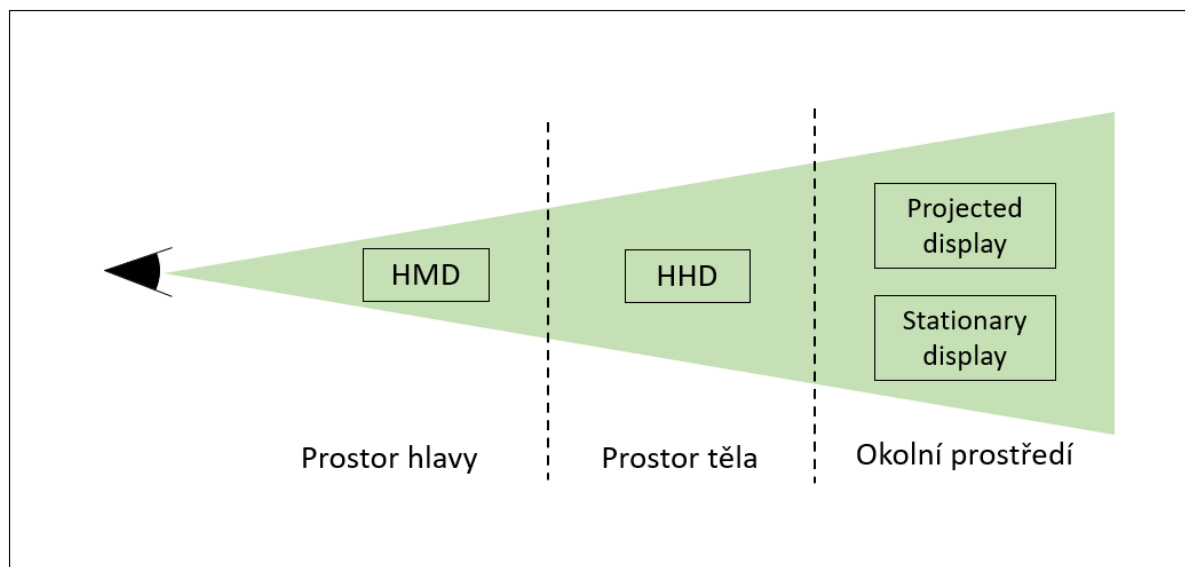 HMD
HHD
Projected
display
Stationary
display
Prostor hlavy
Prostor těla
Okolní prostředí